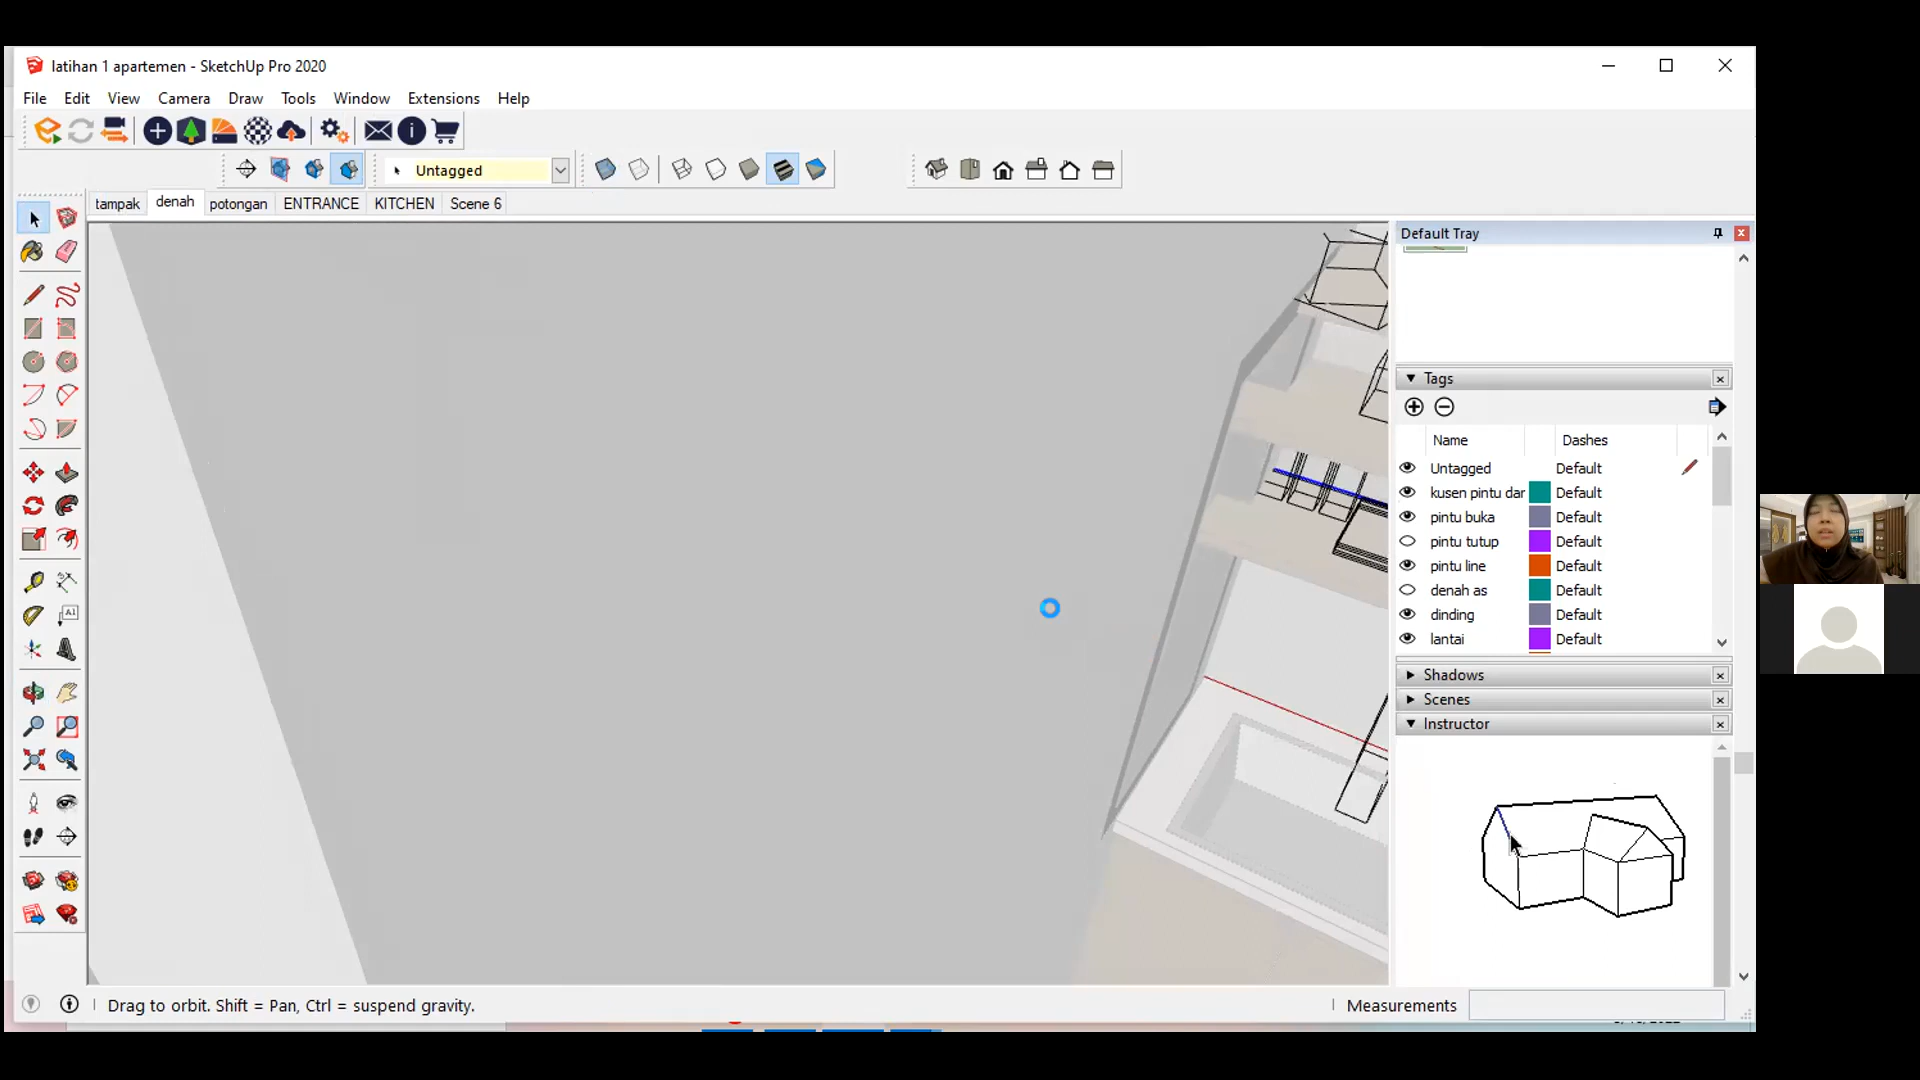 latihan 1 apartemen - SketchUp Pro 2020
File Edit View Camera Draw Tools Window Extensions Help
Untagged
tampak denah potongan ENTRANCE KITCHEN Scene 6
Default Tray
Tags
Name Dashes
Untagged Default
kusen pintu dar Default
pintu buka Default
pintu tutup Default
pintu line Default
denah as Default
dinding Default
lantai Default
Shadows
Scenes
Instructor
Drag to orbit. Shift = Pan, Ctrl = suspend gravity.
Measurements